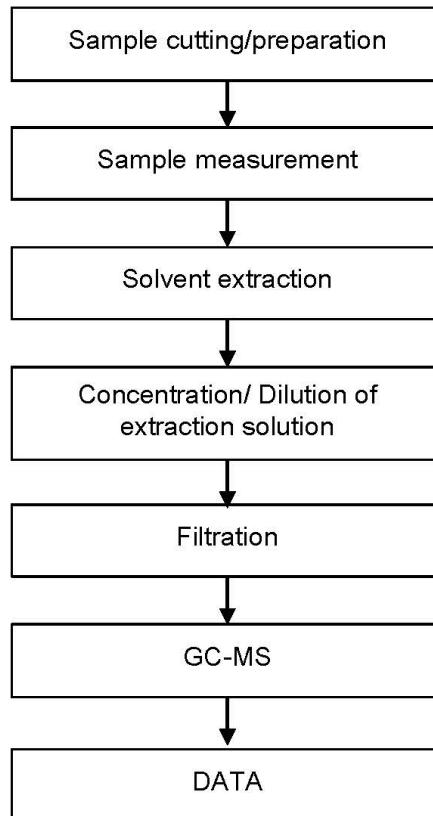 Sample cutting/preparation
Sample measurement
Solvent extraction
Concentration/ Dilution of
extraction solution
Filtration
GC-MS
DATA